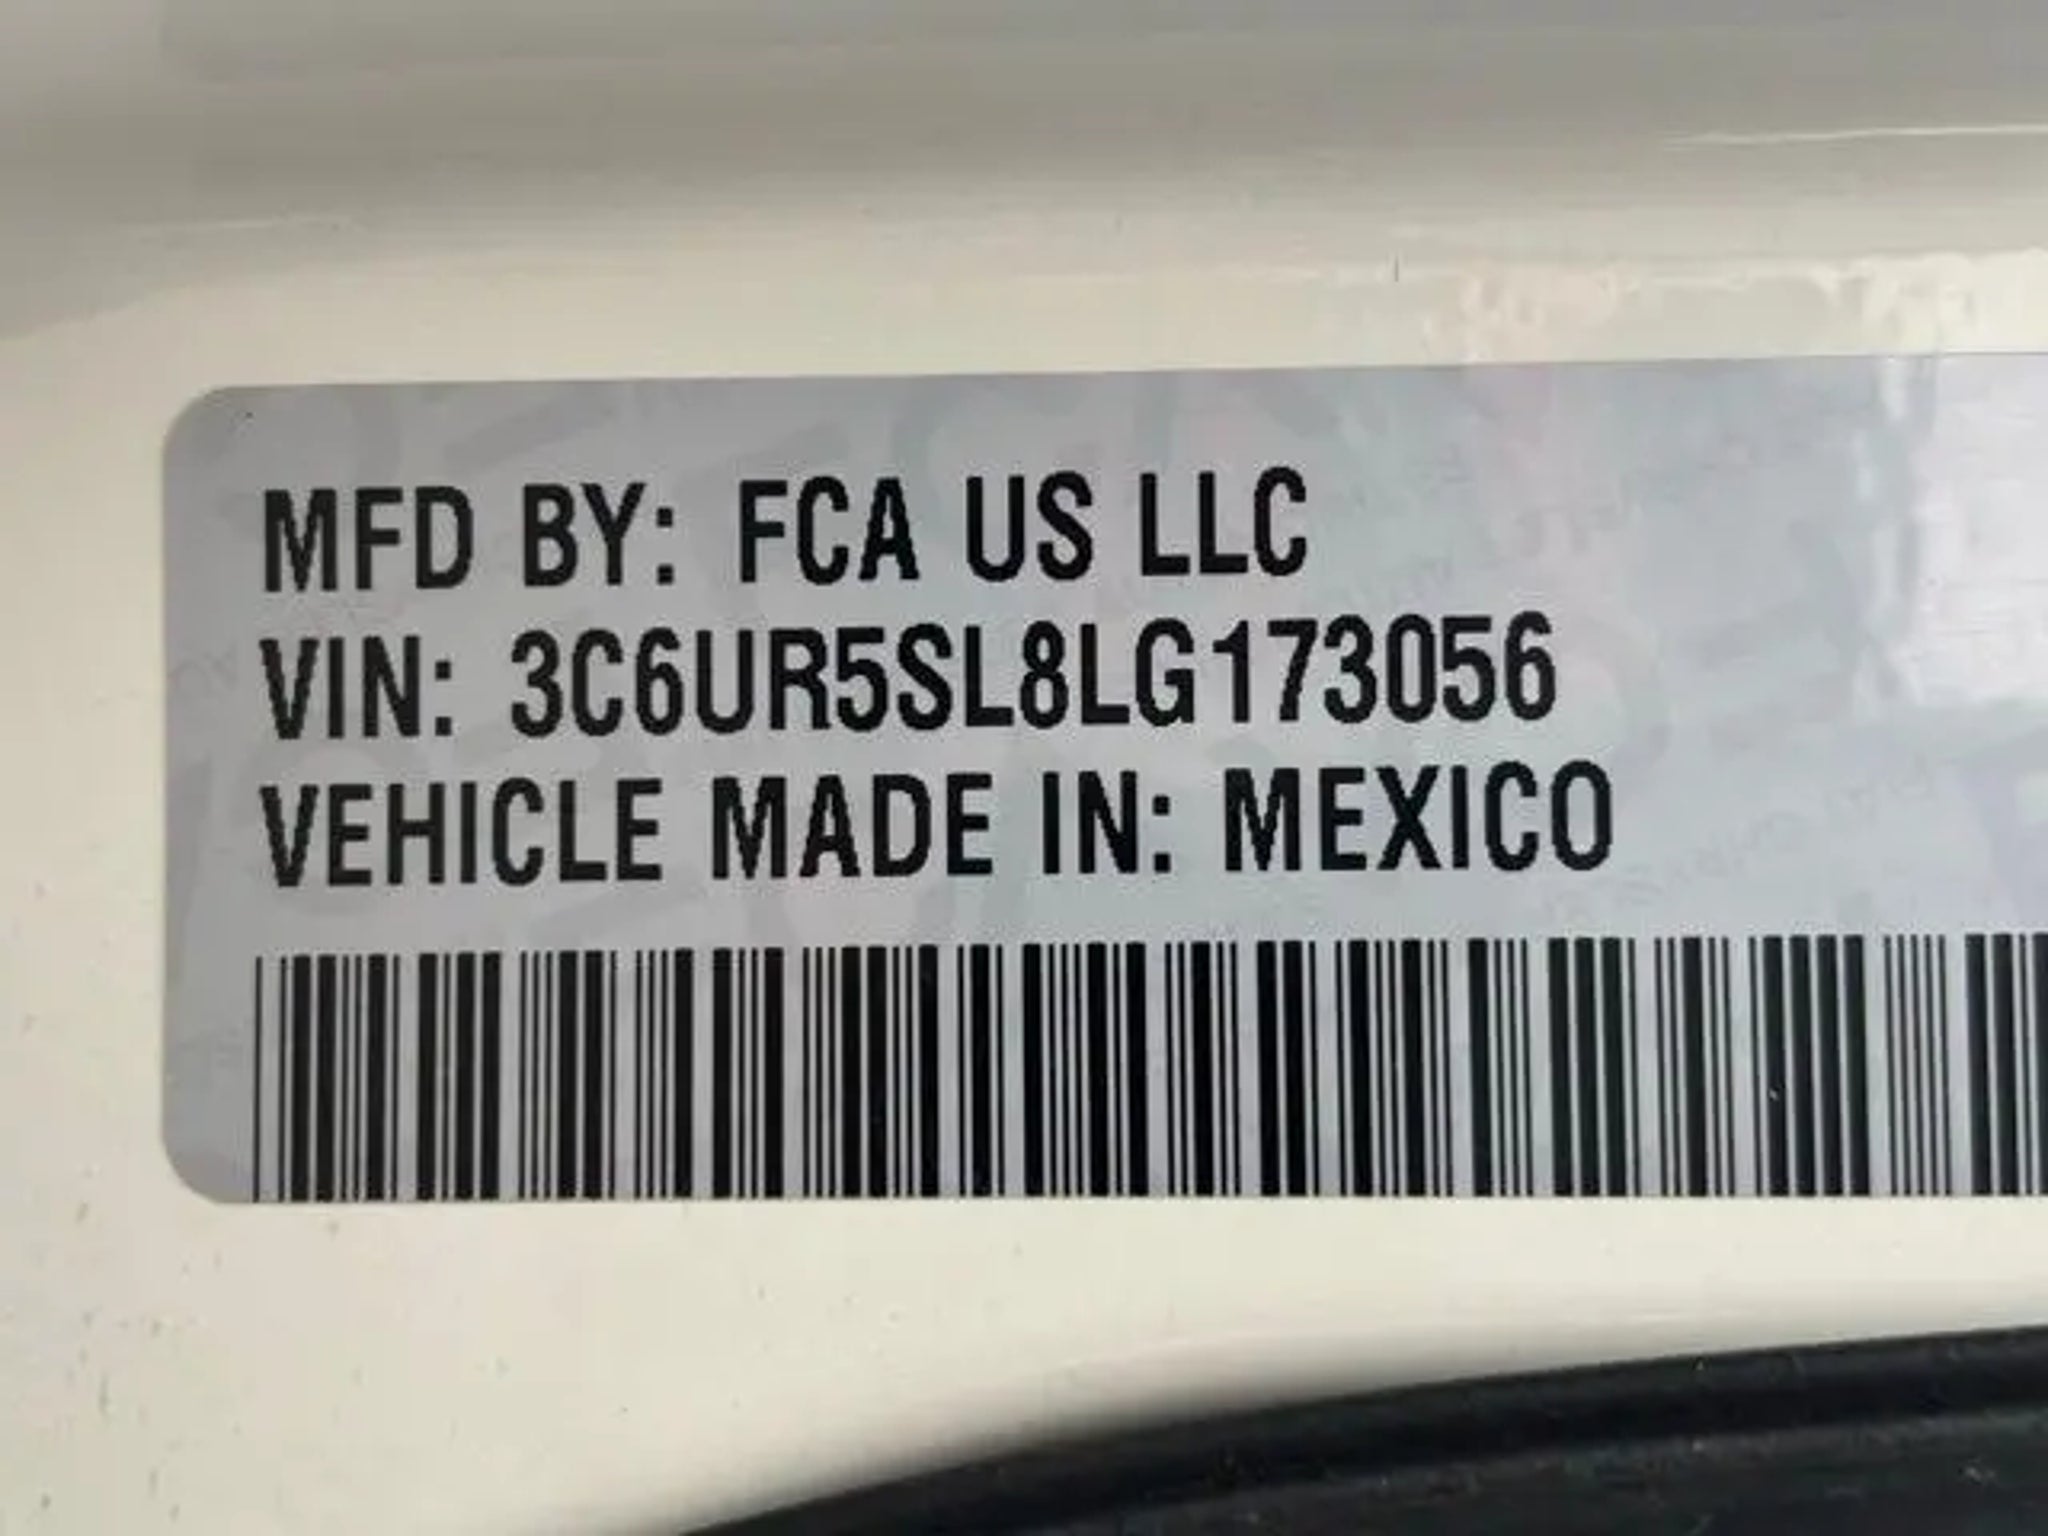 MFD BY: FCA US LLC
VIN: 3C6UR5SL8LG173056
VEHICLE MADE IN: MEXICO